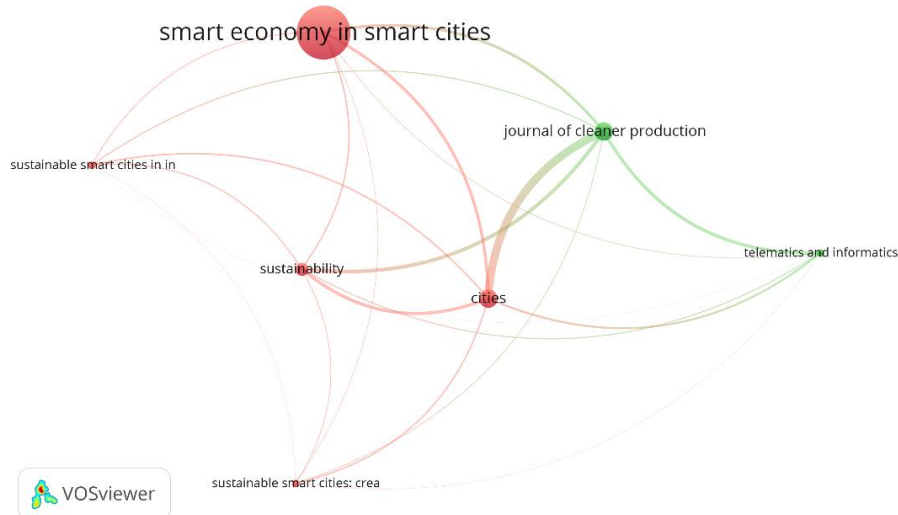 smart economy in smart cities
journal of cleaner production
sustainable smart cities in in
telematics and informatics
sustainability
cities
sustainable smart cities: crea
VOSviewer